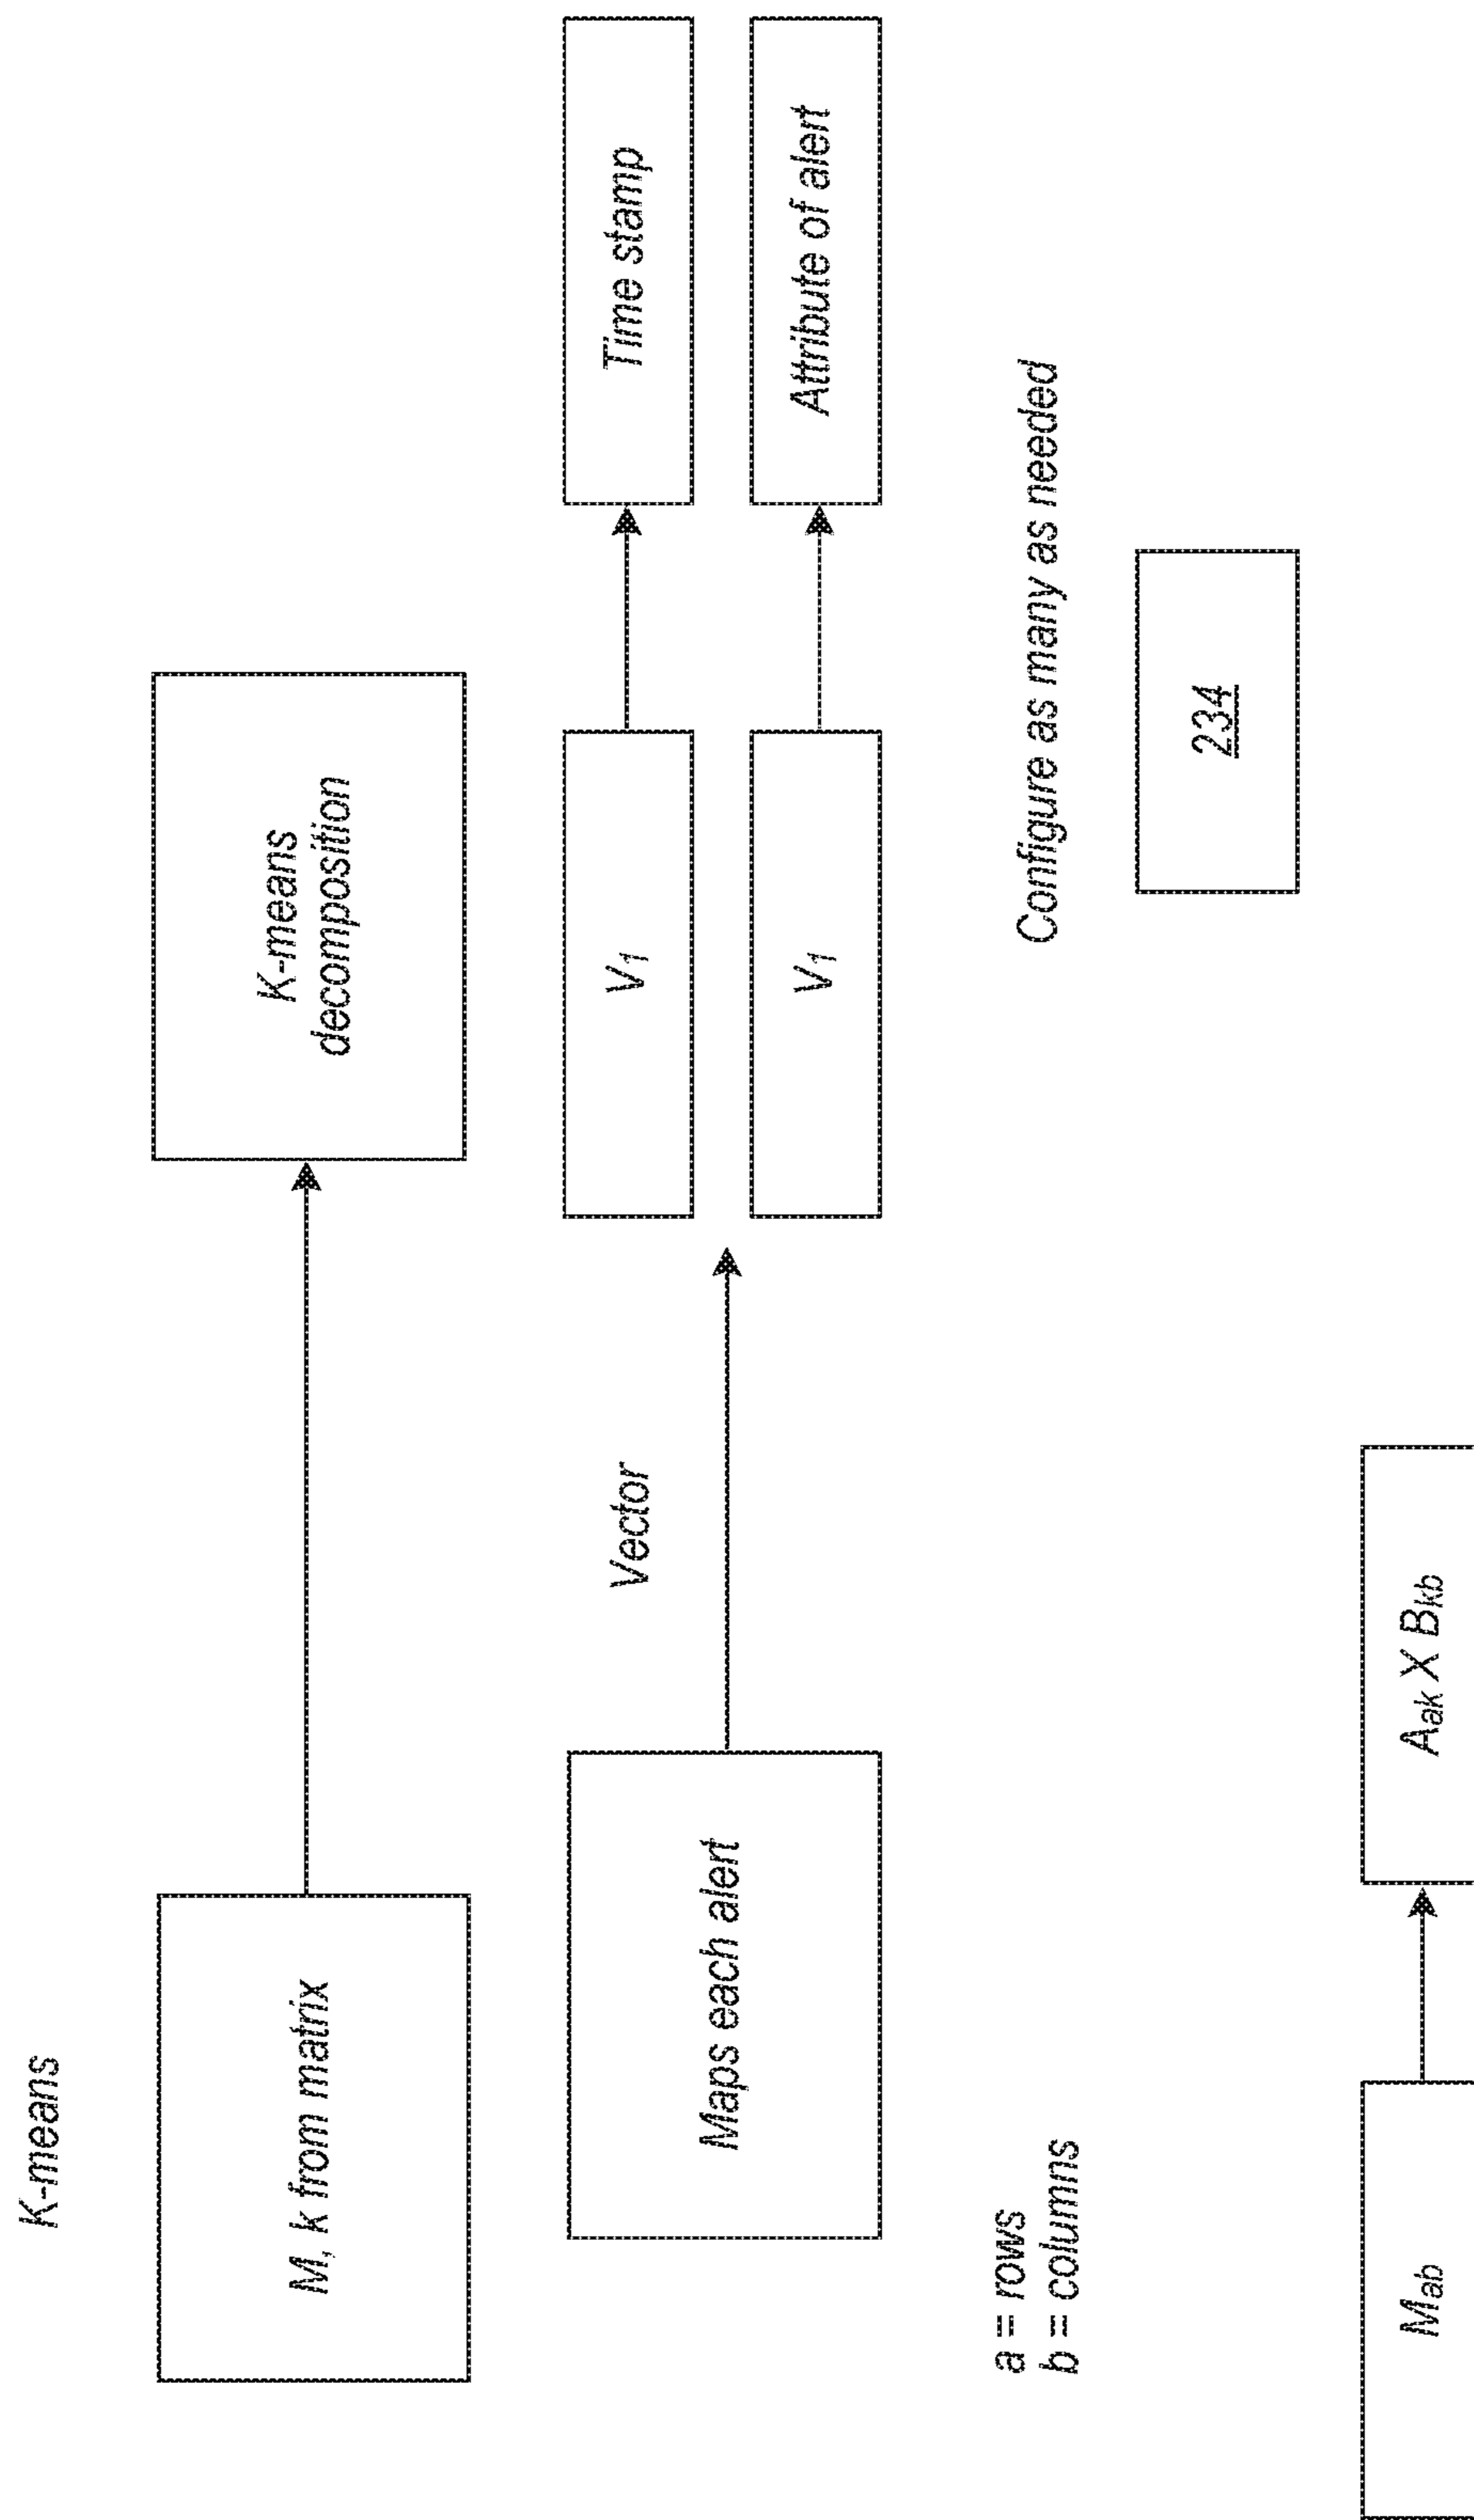 K-means
M, k from matrix
K-means
decomposition
Maps each alert
Vector
V₁
Time stamp
V₁
Attribute of alert
a = rows
b = columns
Configure as many as needed
234
Mab
Aak X Bkb